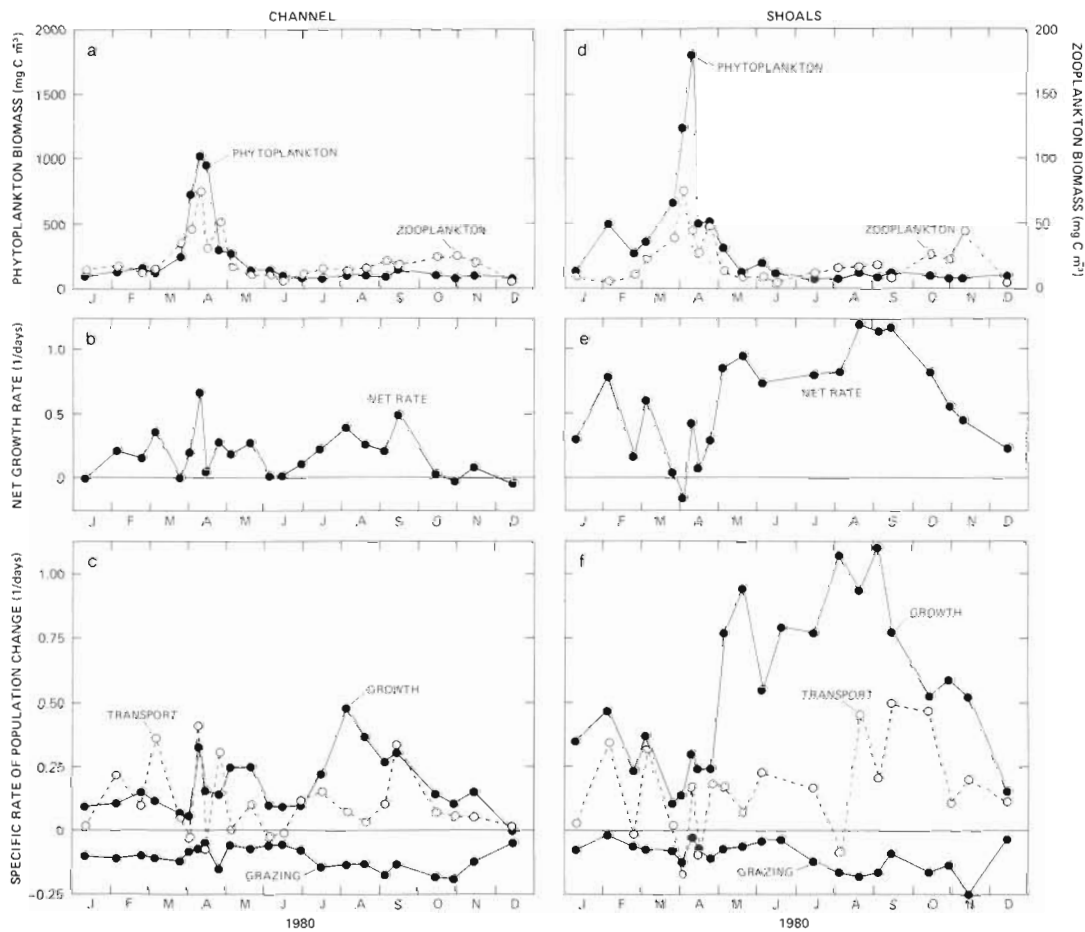 CHANNEL
SHOALS
PHYTOPLANKTON BIOMASS (mg C m̄³)
2000
1500
1000
500
0
a
PHYTOPLANKTON
ZOOPLANKTON
J F M A M J J A S O N D
d
PHYTOPLANKTON
ZOOPLANKTON
J F M A M J J A S O N D
200
150
100
50
0
ZOOPLANKTON BIOMASS (mg C m̄³)
NET GROWTH RATE (1/days)
1.0
0.5
0
b
NET RATE
J F M A M J J A S O N D
e
NET RATE
J F M A M J J A S O N D
SPECIFIC RATE OF POPULATION CHANGE (1/days)
1.00
0.75
0.50
0.25
0
-0.25
c
TRANSPORT
GROWTH
GRAZING
J F M A M J J A S O N D
1980
f
GROWTH
TRANSPORT
GRAZING
J F M A M J J A S O N D
1980